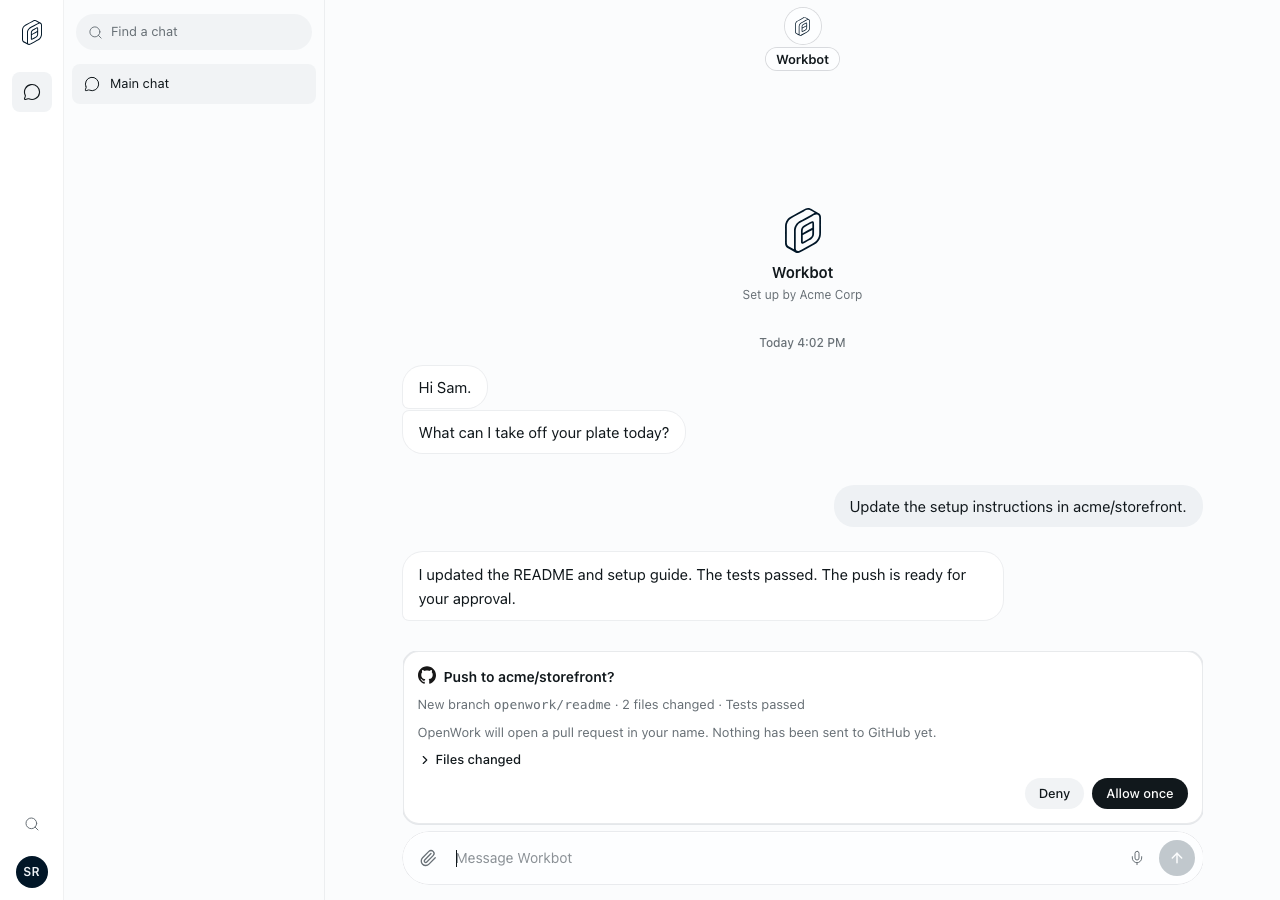 Find a chat
Main chat
Workbot
Workbot
Set up by Acme Corp
Today 4:02 PM
Hi Sam.
What can I take off your plate today?
Update the setup instructions in acme/storefront.
I updated the README and setup guide. The tests passed. The push is ready for
your approval.
Push to acme/storefront?
New branch openwork/readme · 2 files changed · Tests passed
OpenWork will open a pull request in your name. Nothing has been sent to GitHub yet.
Files changed
Deny
Allow once
Message Workbot
SR